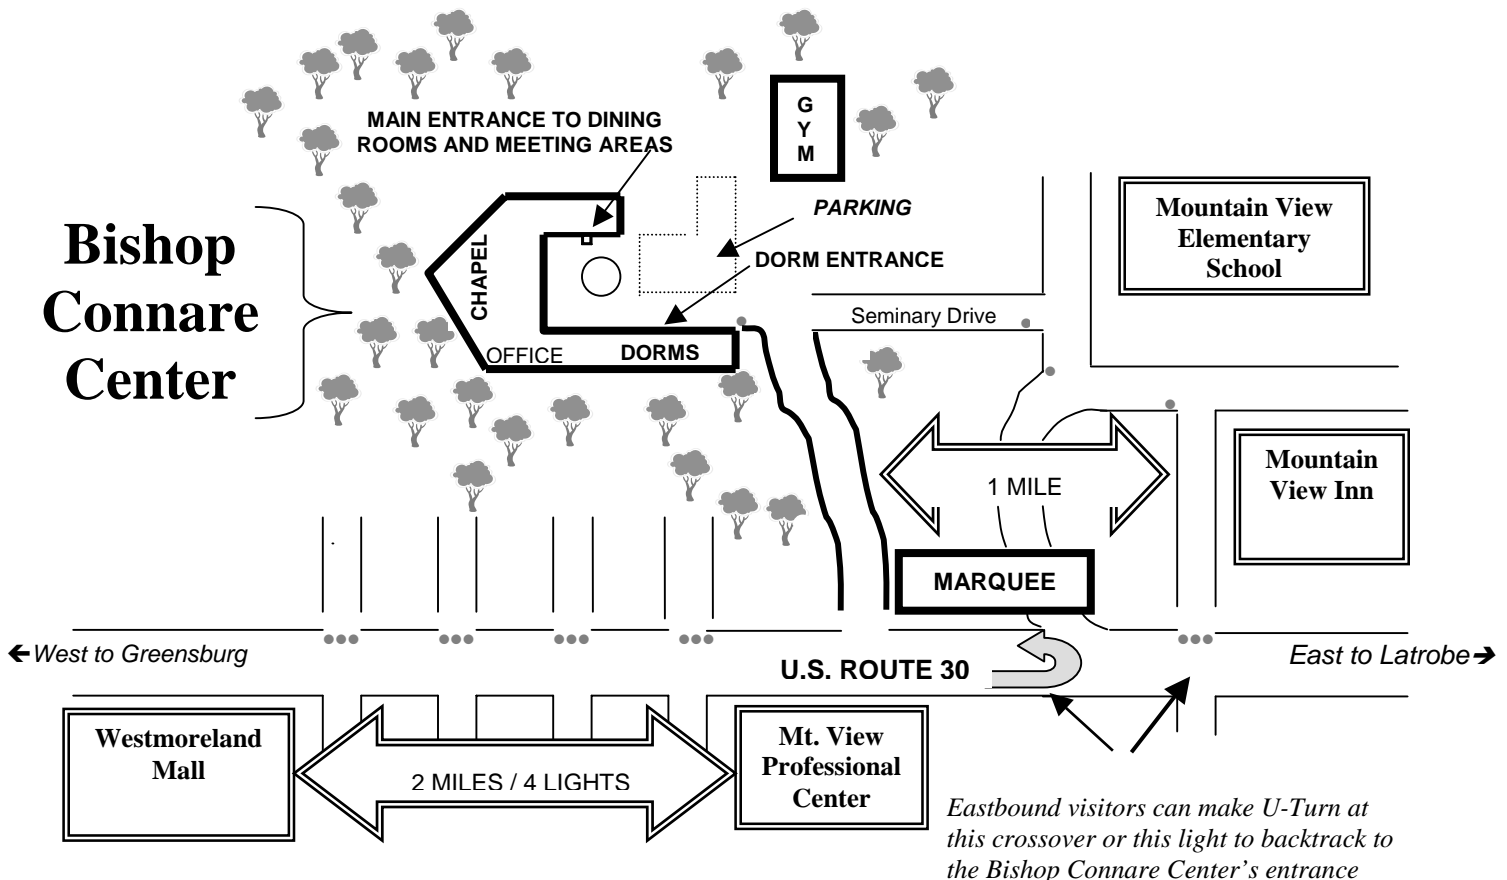 MAIN ENTRANCE TO DINING
ROOMS AND MEETING AREAS
G
Y
M
Bishop
Connare
Center
CHAPEL
PARKING
DORM ENTRANCE
Mountain View
Elementary
School
Seminary Drive
OFFICE
DORMS
1 MILE
Mountain
View Inn
MARQUEE
←West to Greensburg
U.S. ROUTE 30
East to Latrobe→
Westmoreland
Mall
2 MILES / 4 LIGHTS
Mt. View
Professional
Center
Eastbound visitors can make U-Turn at
this crossover or this light to backtrack to
the Bishop Connare Center’s entrance